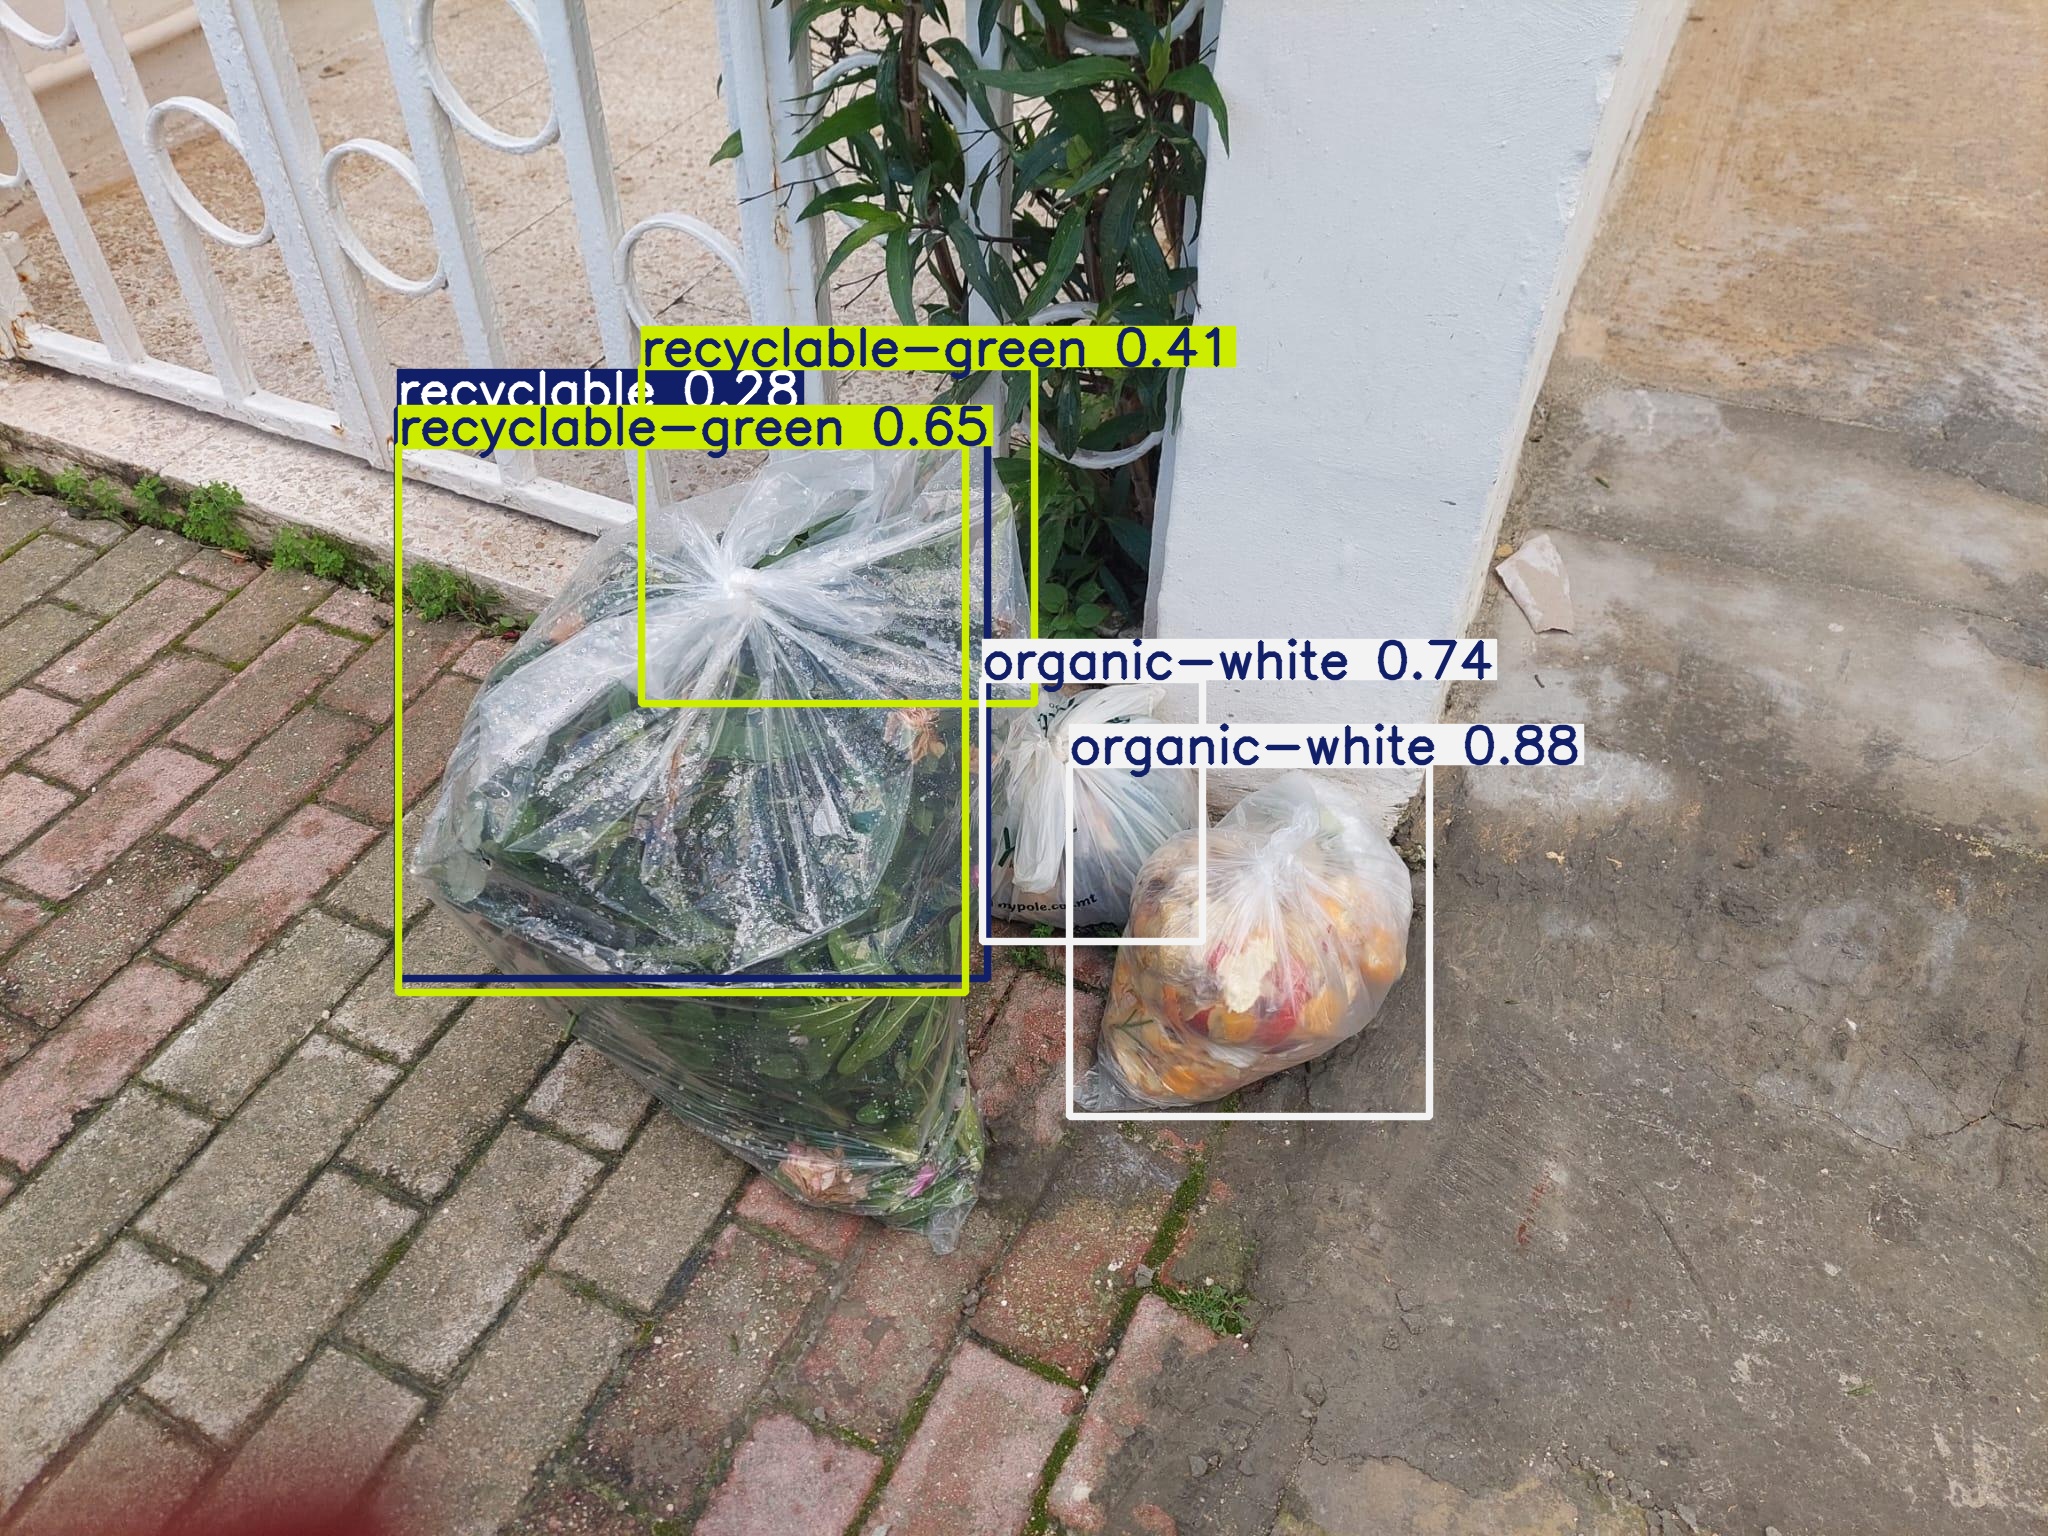 recyclable-green 0.41
recyclable 0.28
recyclable-green 0.65
organic-white 0.74
organic-white 0.88